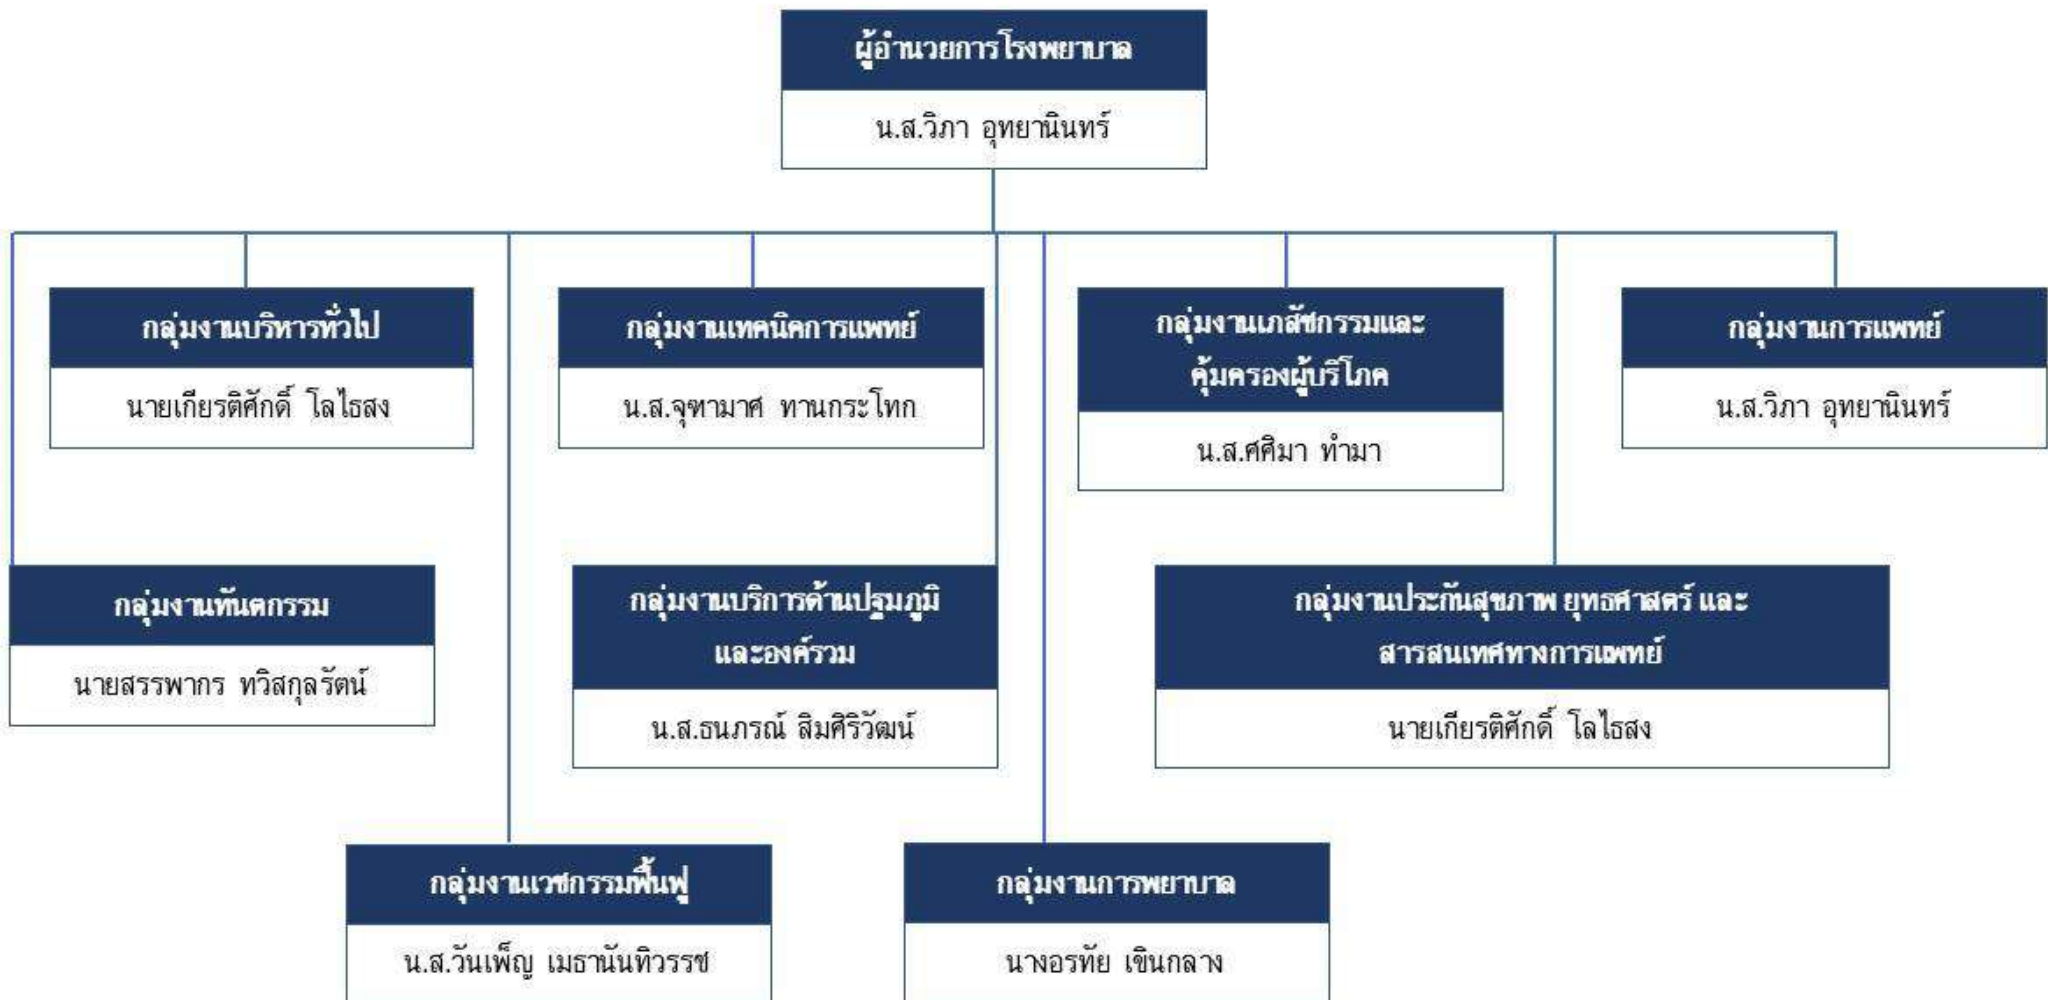 ผู้อำนวยการโรงพยาบาล
น.ส.วิภา อุทยานินทร์
กลุ่มงานบริหารทั่วไป
นายเกียรติศักดิ์ โลไธสง
กลุ่มงานเทคนิคการแพทย์
น.ส.จุฑามาศ ทานกระโทก
กลุ่มงานเภสัชกรรมและ
คุ้มครองผู้บริโภค
น.ส.ศศิมา ทำมา
กลุ่มงานการแพทย์
น.ส.วิภา อุทยานินทร์
กลุ่มงานทันตกรรม
นายสรรพากร ทวิสกุลรัตน์
กลุ่มงานบริการด้านปฐมภูมิ
และองค์รวม
น.ส.ธนภรณ์ สิมศิริวัฒน์
กลุ่มงานประกันสุขภาพ ยุทธศาสตร์ และ
สารสนเทศทางการแพทย์
นายเกียรติศักดิ์ โลไธสง
กลุ่มงานเวชกรรมฟื้นฟู
น.ส.วันเพ็ญ เมธานันทิวรรช
กลุ่มงานการพยาบาล
นางอรทัย เขินกลาง